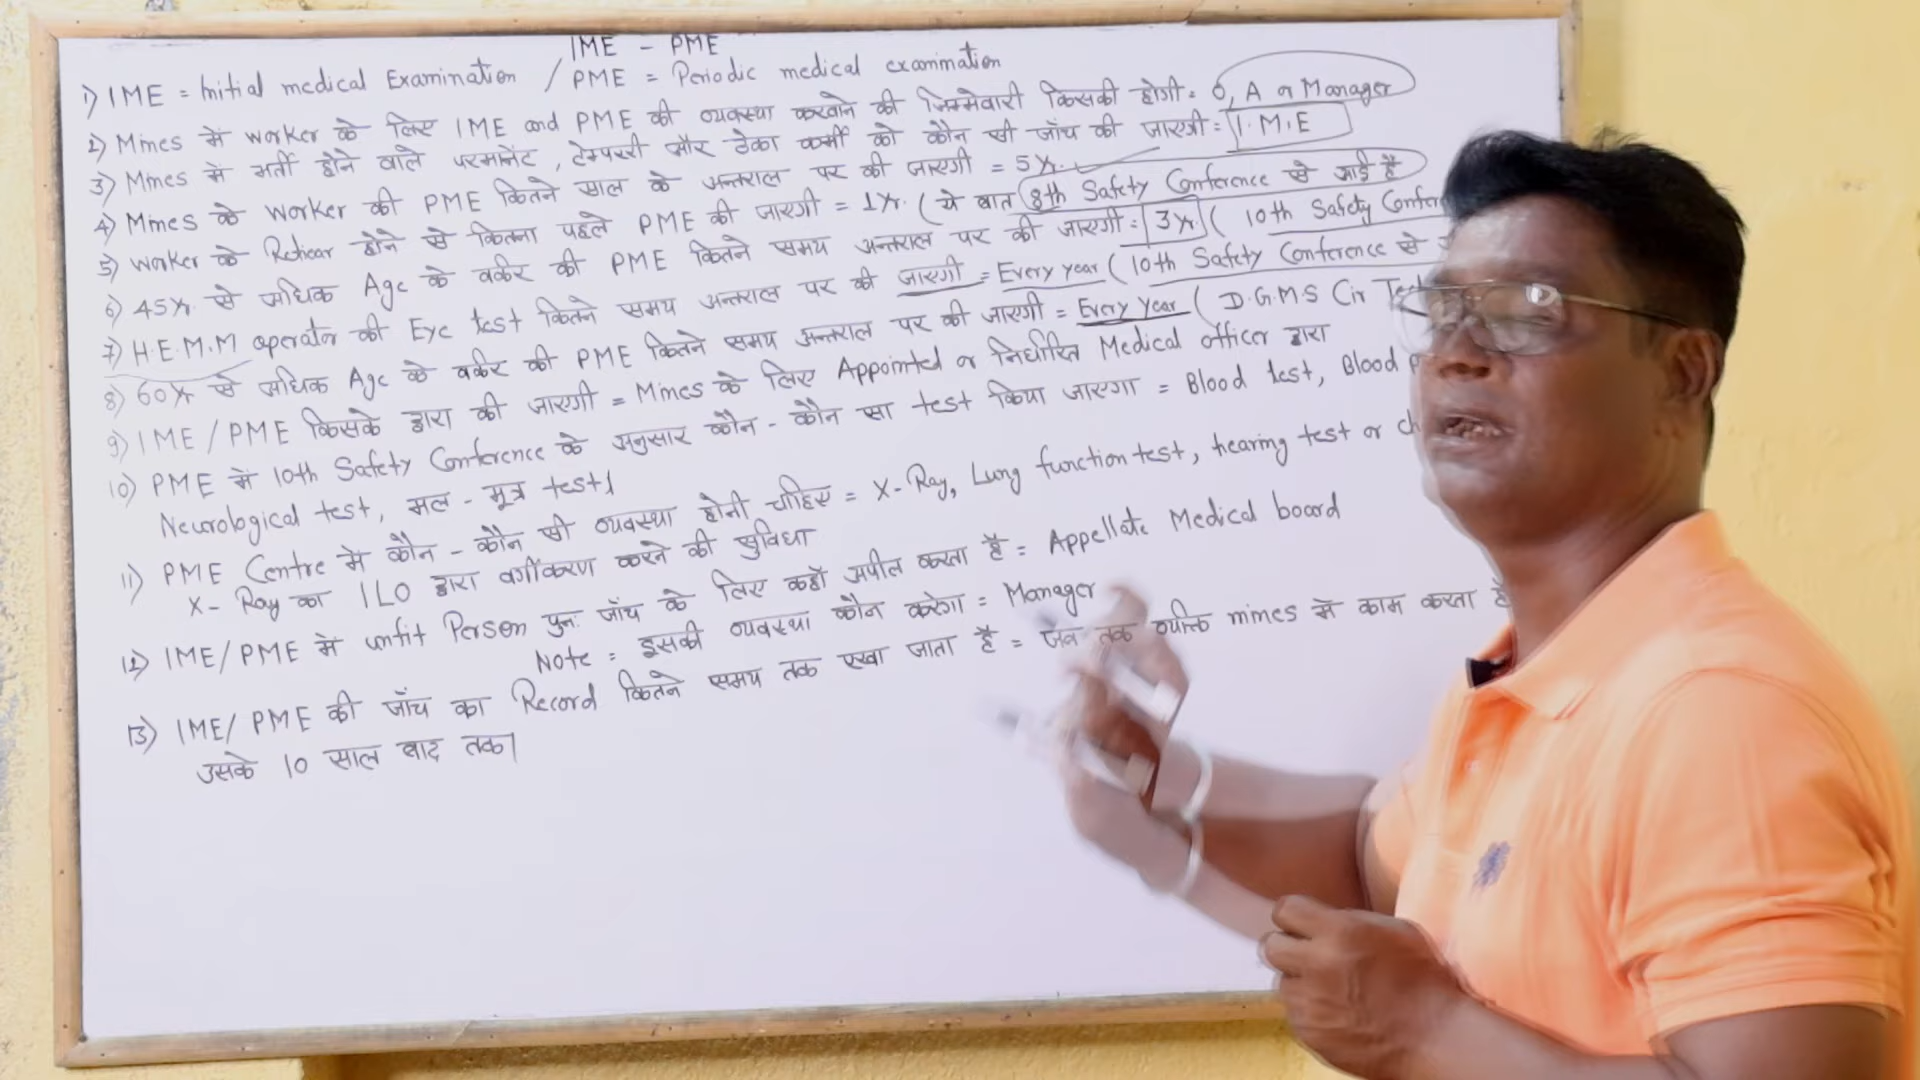 IME - PME
1) IME = Initial medical Examination / PME = Periodic medical examination
2) Mines में worker के लिए IME and PME की व्यवस्था करवाने की जिम्मेवारी किसकी होगी = O, A or Manager
3) Mines में भर्ती होने वाले परमानेंट, टेम्पररी और ठेका कर्मी को कौन सी जाँच की जाएगी = I.M.E
4) Mines के worker की PME कितने साल के अन्तराल पर की जाएगी = 5 Yr.
5) worker के Retiear होने से कितना पहले PME की जाएगी = 1 Yr. ( ये बात 8th Safety Conference से आई है
6) 45 Yr. से अधिक Age के वर्कर की PME कितने समय अन्तराल पर की जाएगी = 3 Yr. ( 10th Safety
7) H.E.M.M operator की Eye test कितने समय अन्तराल पर की जाएगी = Every year ( 10th Safety Conference से
8) 60 Yr से अधिक Age के वर्कर की PME कितने समय अन्तराल पर की जाएगी = Every Year ( D.G.M.S Cir
9) IME / PME किसके द्वारा की जाएगी = Mines के लिए Appointed or निर्धारित Medical officer द्वारा
10) PME में 10th Safety Conference के अनुसार कौन - कौन सा test किया जाएगा = Blood test, Blood
Neurological test, मल - मूत्र test।
11) PME Centre में कौन - कौन सी व्यवस्था होनी चाहिए = X- Ray, Lung function test, hearing test or
X- Ray का ILO द्वारा वर्गीकरण करने की सुविधा
12) IME/ PME में unfit Person पुनः जाँच के लिए कहाँ अपील करता है = Appellate Medical board
Note = इसकी व्यवस्था कौन करेगा = Manager
13) IME/ PME की जाँच का Record कितने समय तक रखा जाता है = जब तक व्यक्ति mines में काम करता है
उसके 10 साल बाद तक।